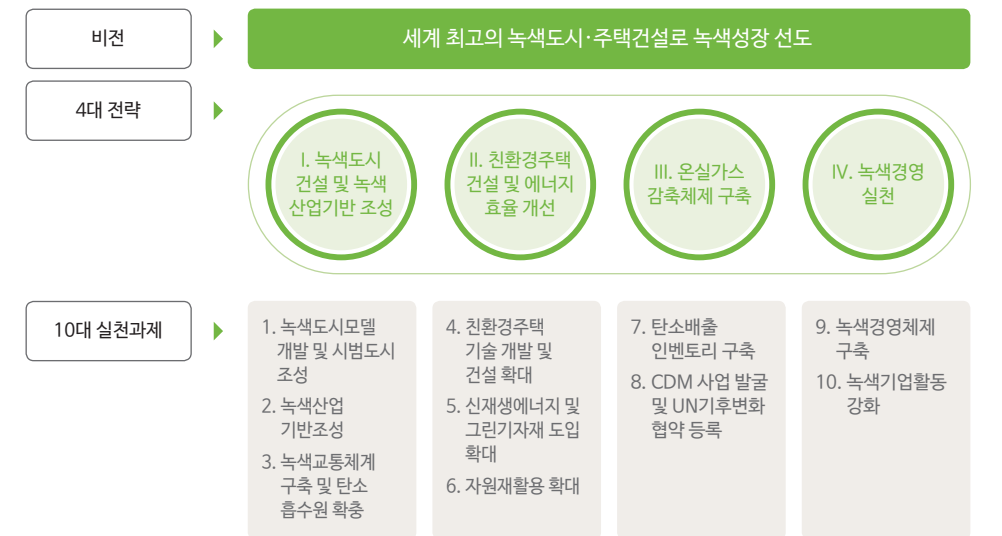 비전
세계 최고의 녹색도시·주택건설로 녹색성장 선도
4대 전략
I. 녹색도시
건설 및 녹색
산업기반 조성
II. 친환경주택
건설 및 에너지
효율 개선
III. 온실가스
감축체제 구축
IV. 녹색경영
실천
10대 실천과제
1. 녹색도시모델
개발 및 시범도시
조성
2. 녹색산업
기반조성
3. 녹색교통체계
구축 및 탄소
흡수원 확충
4. 친환경주택
기술 개발 및
건설 확대
5. 신재생에너지 및
그린기자재 도입
확대
6. 자원재활용 확대
7. 탄소배출
인벤토리 구축
8. CDM 사업 발굴
및 UN기후변화
협약 등록
9. 녹색경영체제
구축
10. 녹색기업활동
강화